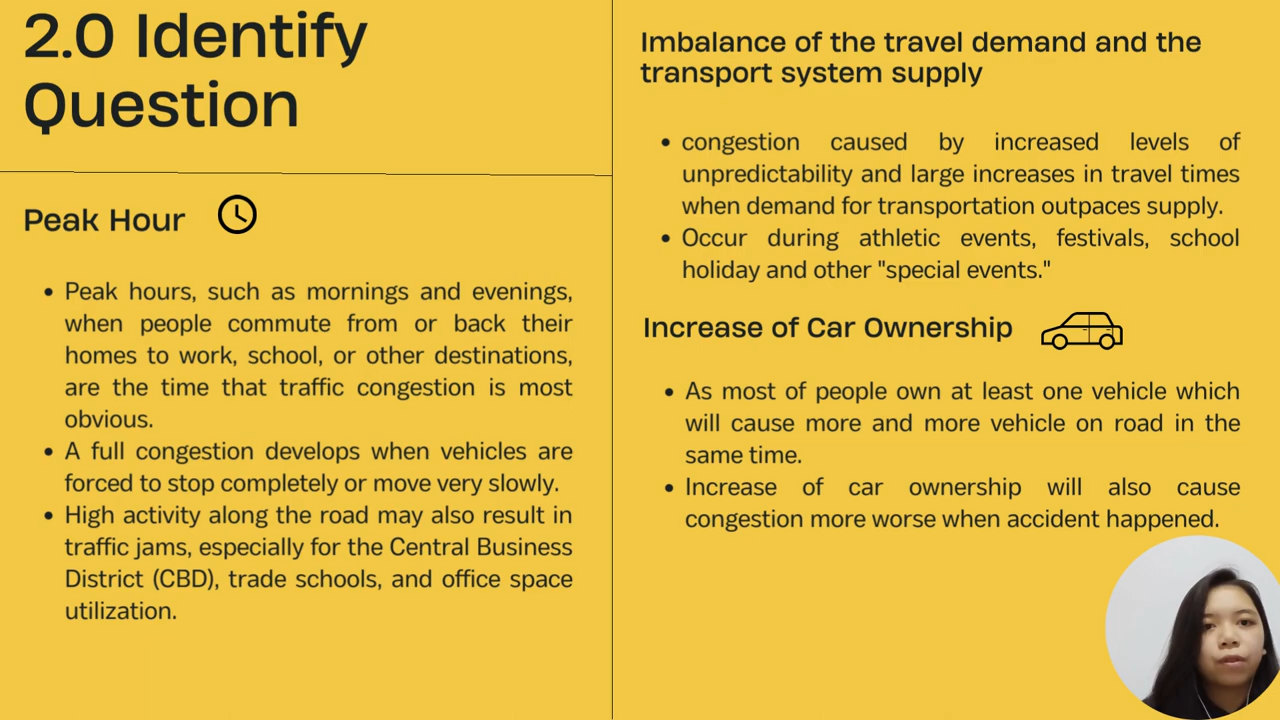 2.0 Identify
Question
Peak Hour
• Peak hours, such as mornings and evenings,
when people commute from or back their
homes to work, school, or other destinations,
are the time that traffic congestion is most
obvious.
• A full congestion develops when vehicles are
forced to stop completely or move very slowly.
• High activity along the road may also result in
traffic jams, especially for the Central Business
District (CBD), trade schools, and office space
utilization.
Imbalance of the travel demand and the
transport system supply
• congestion caused by increased levels of
unpredictability and large increases in travel times
when demand for transportation outpaces supply.
• Occur during athletic events, festivals, school
holiday and other "special events."
Increase of Car Ownership
• As most of people own at least one vehicle which
will cause more and more vehicle on road in the
same time.
• Increase of car ownership will also cause
congestion more worse when accident happened.